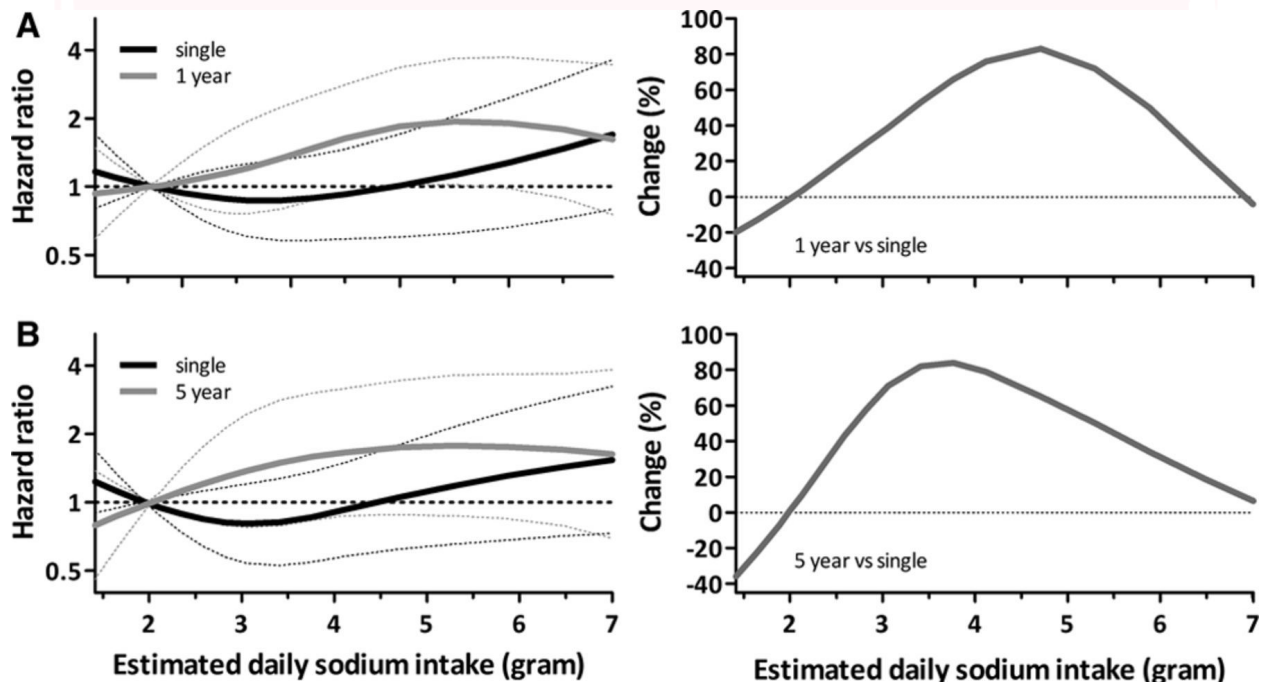 A
Hazard ratio
4
2
1
0.5
single
1 year
Change (%)
100
80
60
40
20
0
-20
-40
1 year vs single
B
Hazard ratio
4
2
1
0.5
single
5 year
2 3 4 5 6 7
Estimated daily sodium intake (gram)
Change (%)
100
80
60
40
20
0
-20
-40
5 year vs single
2 3 4 5 6 7
Estimated daily sodium intake (gram)